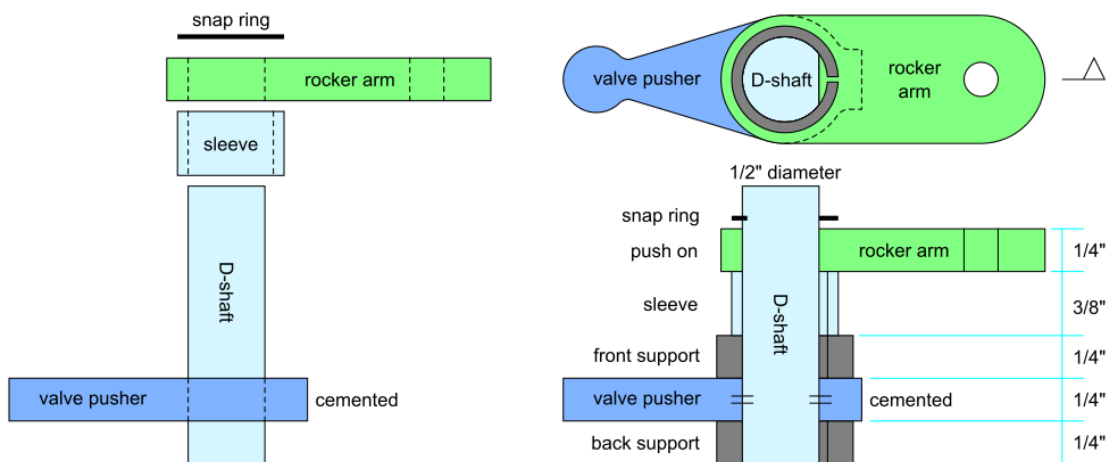 snap ring
rocker arm
sleeve
D-shaft
valve pusher
cemented
valve pusher
D-shaft
rocker
arm
1/2" diameter
snap ring
push on
rocker arm
1/4"
sleeve
D-shaft
3/8"
front support
1/4"
valve pusher
cemented
1/4"
back support
1/4"